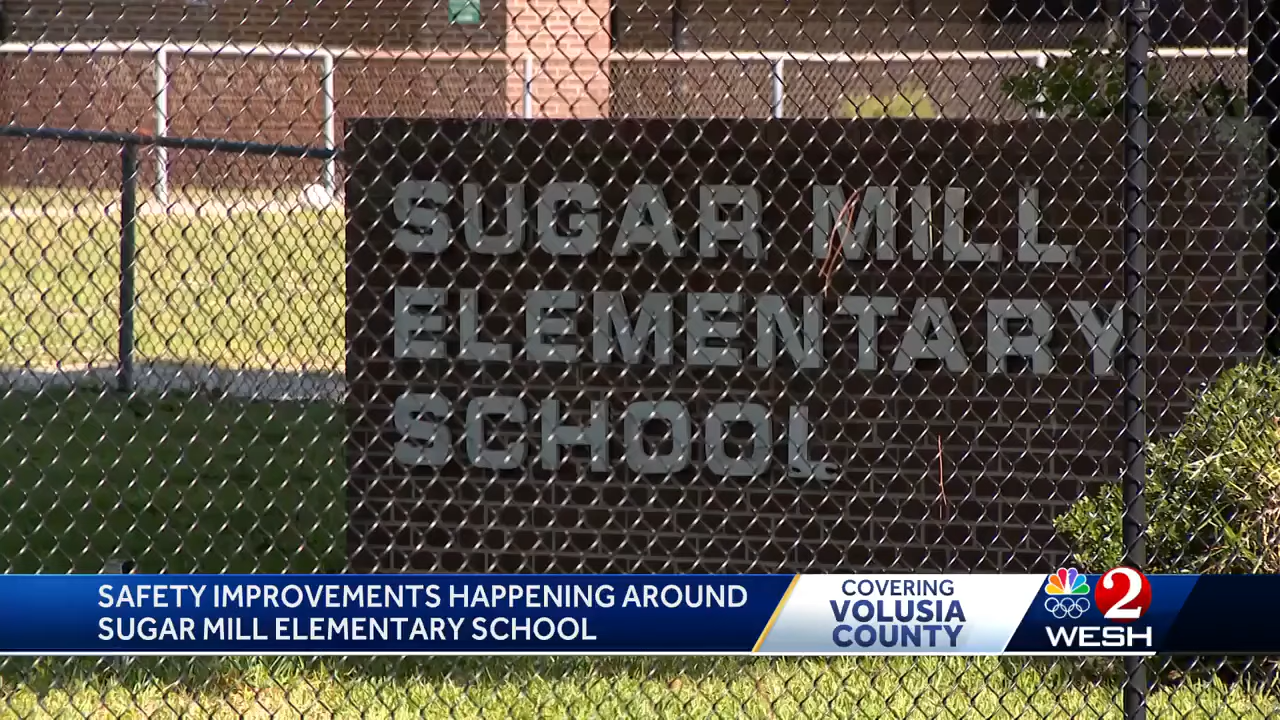 SUGAR MILL
ELEMENTARY
SCHOOL
SAFETY IMPROVEMENTS HAPPENING AROUND
SUGAR MILL ELEMENTARY SCHOOL
COVERING
VOLUSIA
COUNTY
2
WESH